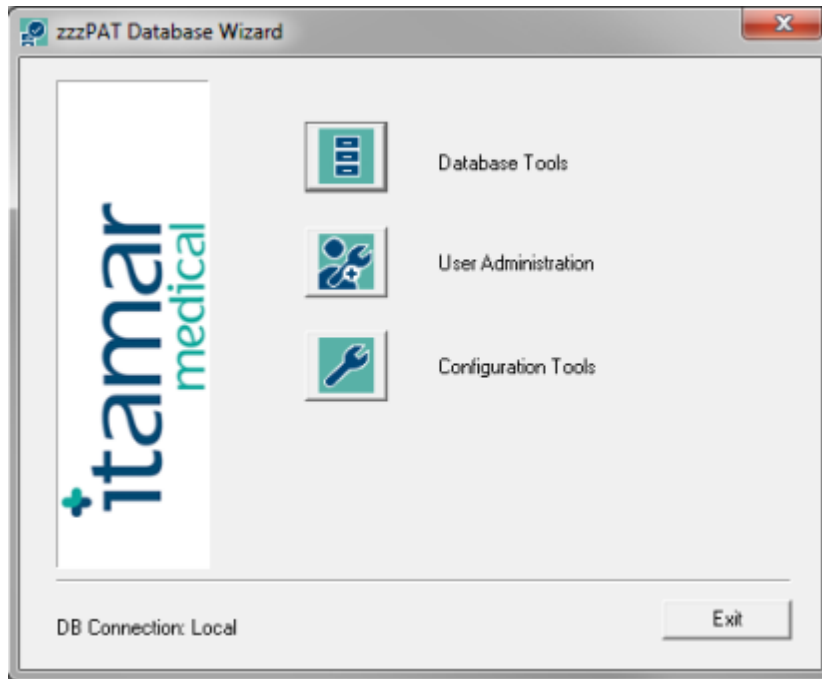 zzzPAT Database Wizard
itamar
medical
Database Tools
User Administration
Configuration Tools
DB Connection: Local
Exit